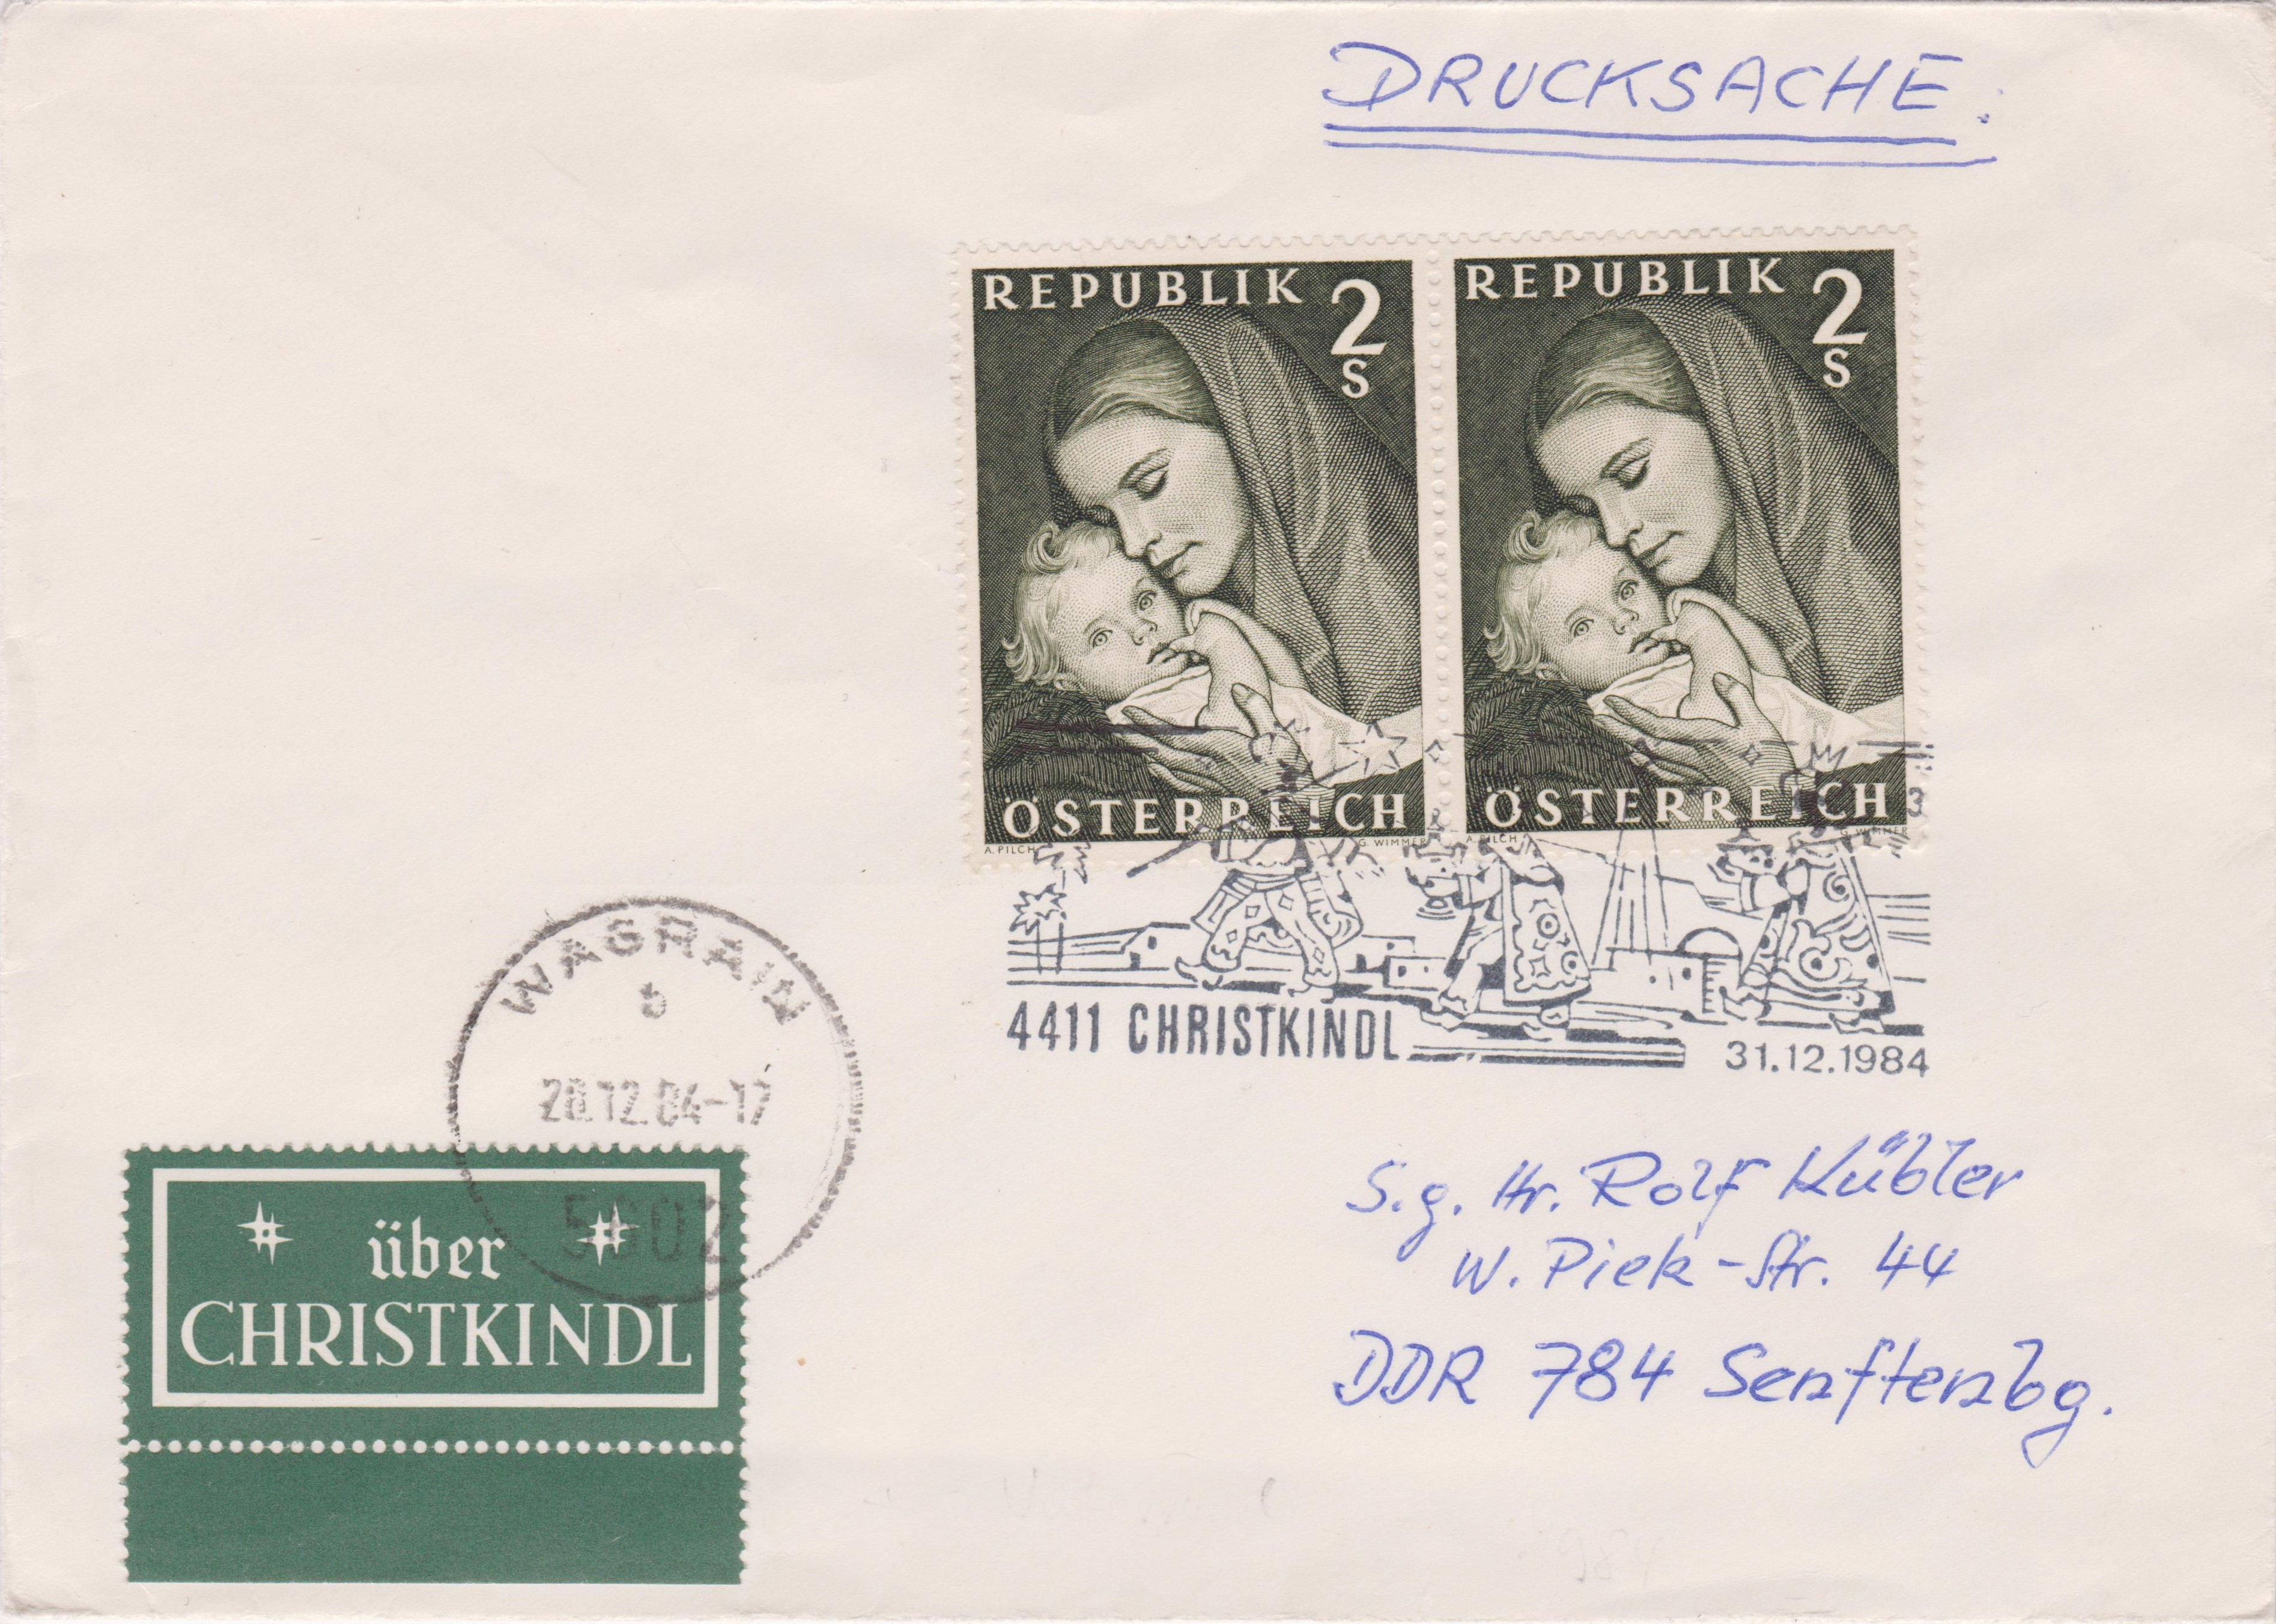 DRUCKSACHE.
REPUBLIK 2
S
ÖSTERREICH
A. PILCH G. WIMMER
REPUBLIK 2
S
ÖSTERREICH
A. PILCH G. WIMMER
4411 CHRISTKINDL 31.12.1984
WAGRAIN
b
28.12.84-17
5602
über
CHRISTKINDL
S.g. Hr. Rolf Kübler
W. Piek-Str. 44
DDR 784 Senftenbg.